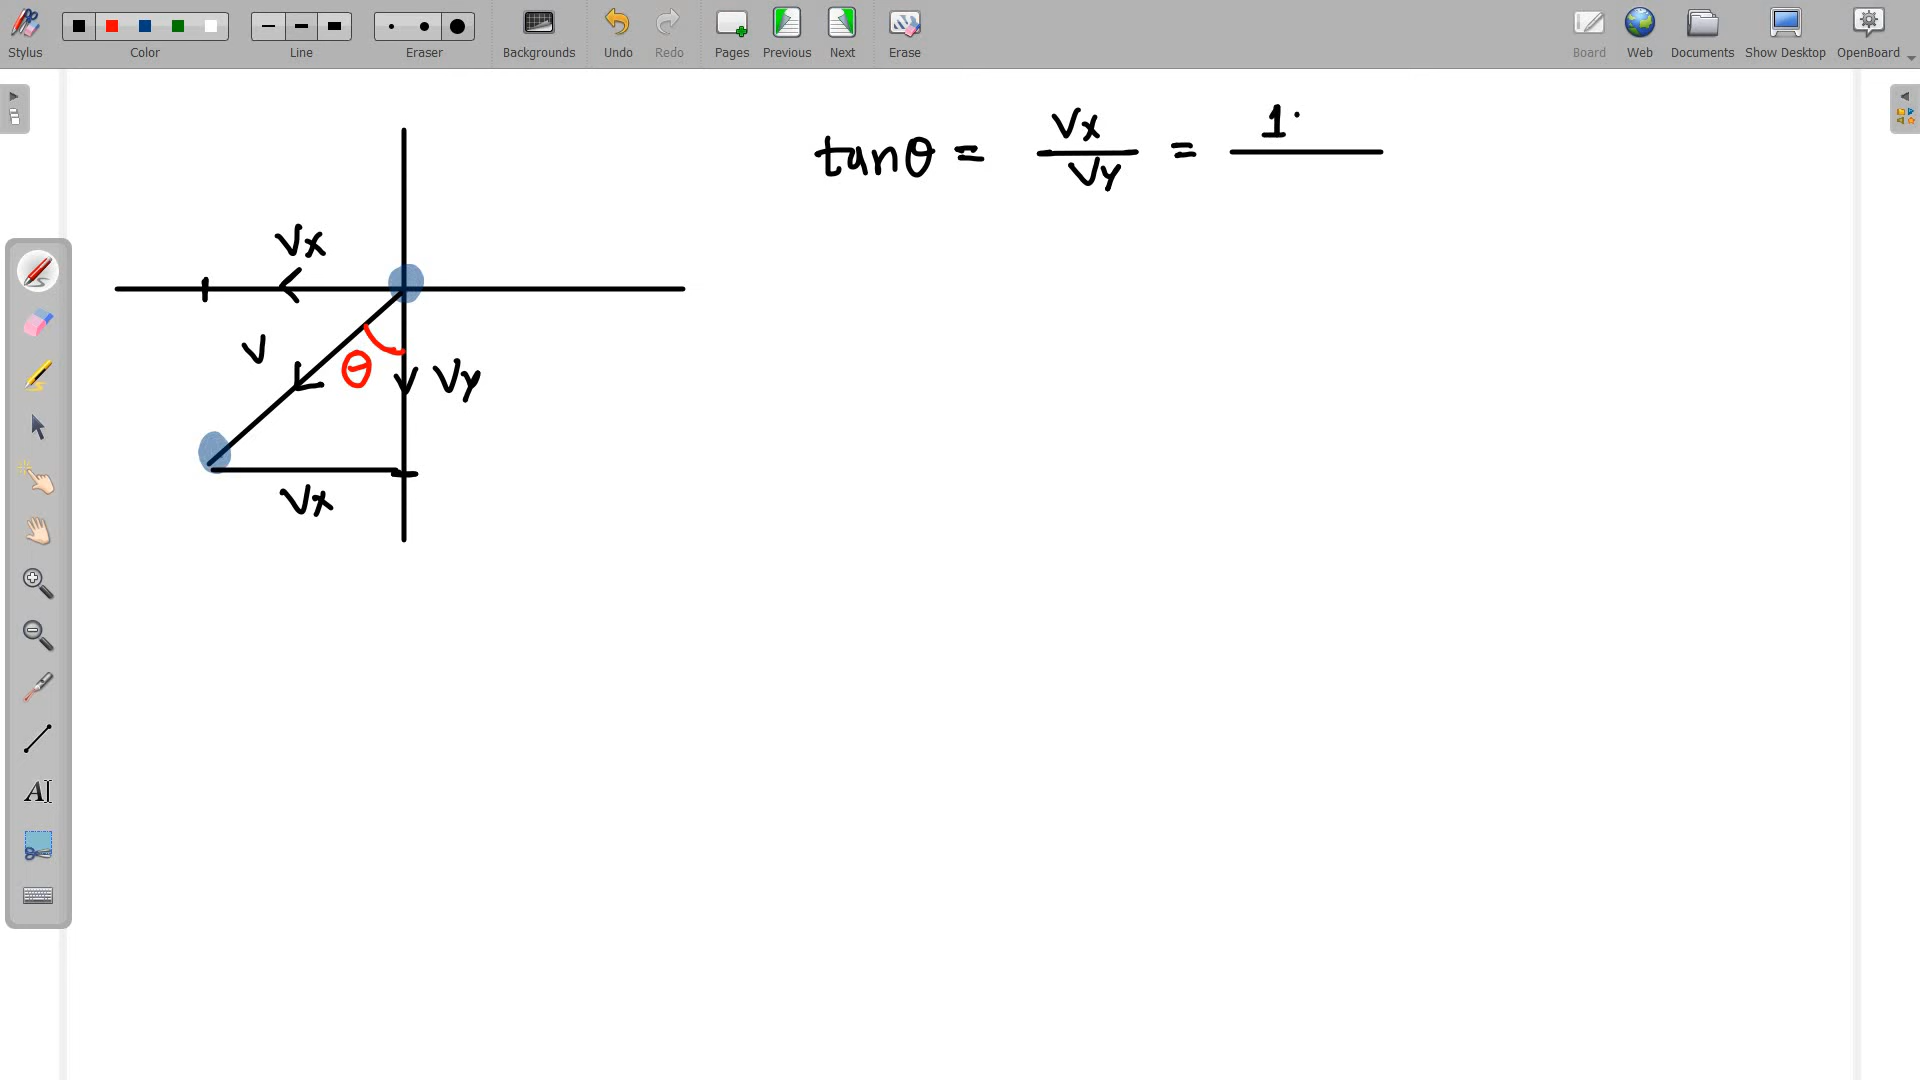 Stylus Color Line Eraser Backgrounds Undo Redo Pages Previous Next Erase Board Web Documents Show Desktop OpenBoard
tanθ = Vx/Vy = 1.
Vx
V
θ
Vy
Vx